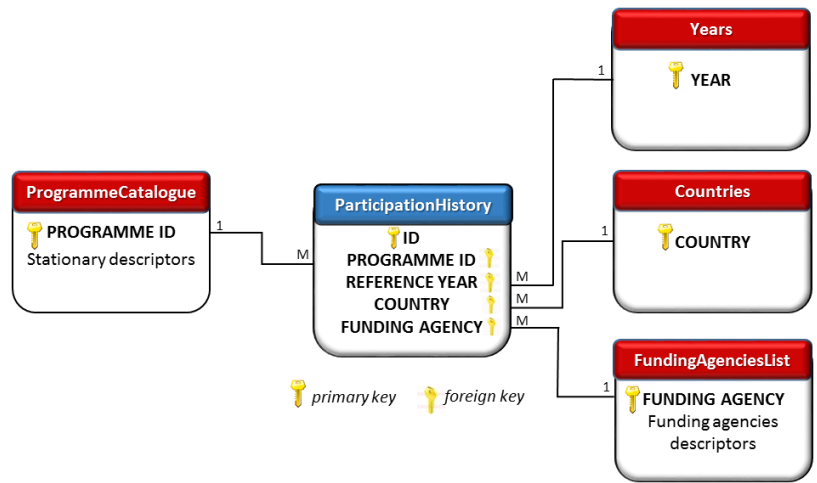 Years
1
YEAR
ProgrammeCatalogue
PROGRAMME ID
Stationary descriptors
1
M
ParticipationHistory
ID
PROGRAMME ID
REFERENCE YEAR
COUNTRY
FUNDING AGENCY
M
M
M
Countries
1
COUNTRY
FundingAgenciesList
1
FUNDING AGENCY
Funding agencies
descriptors
primary key
foreign key